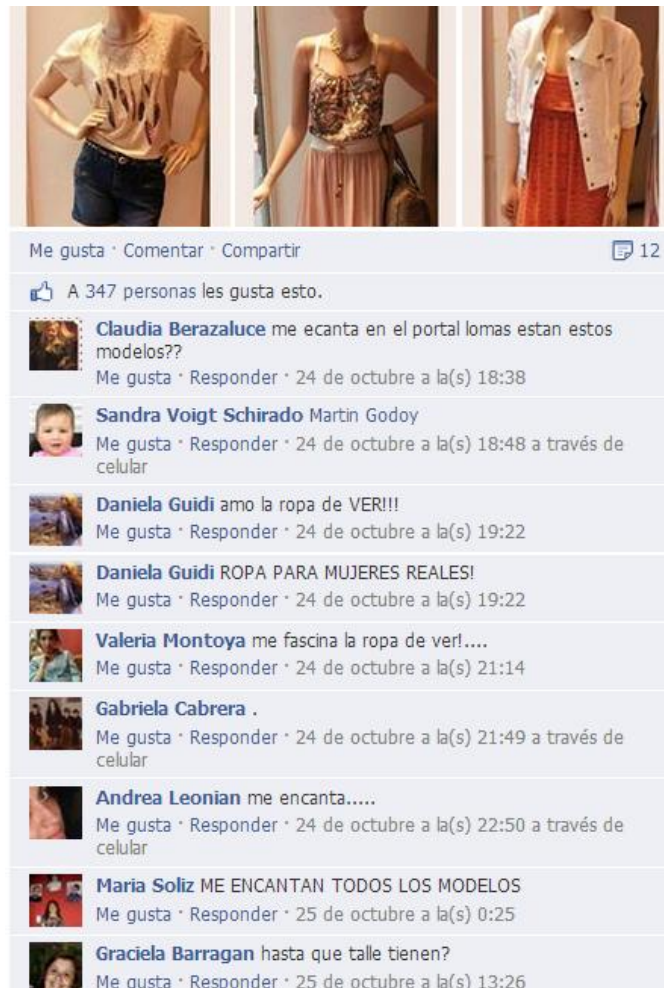 Me gusta · Comentar · Compartir 12
A 347 personas les gusta esto.
Claudia Berazaluce me ecanta en el portal lomas estan estos
modelos??
Me gusta · Responder · 24 de octubre a la(s) 18:38
Sandra Voigt Schirado Martin Godoy
Me gusta · Responder · 24 de octubre a la(s) 18:48 a través de
celular
Daniela Guidi amo la ropa de VER!!!
Me gusta · Responder · 24 de octubre a la(s) 19:22
Daniela Guidi ROPA PARA MUJERES REALES!
Me gusta · Responder · 24 de octubre a la(s) 19:22
Valeria Montoya me fascina la ropa de ver!....
Me gusta · Responder · 24 de octubre a la(s) 21:14
Gabriela Cabrera .
Me gusta · Responder · 24 de octubre a la(s) 21:49 a través de
celular
Andrea Leonian me encanta.....
Me gusta · Responder · 24 de octubre a la(s) 22:50 a través de
celular
Maria Soliz ME ENCANTAN TODOS LOS MODELOS
Me gusta · Responder · 25 de octubre a la(s) 0:25
Graciela Barragan hasta que talle tienen?
Me gusta · Responder · 25 de octubre a la(s) 13:26